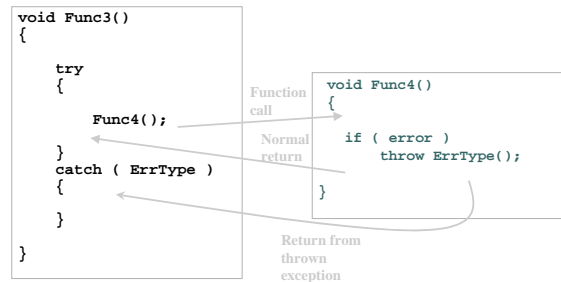 void Func3()
{
try
{
Func4();
}
catch ( ErrType )
{
}
}
Function
call
Normal
return
Return from
thrown
exception
void Func4()
{
if ( error )
throw ErrType();
}